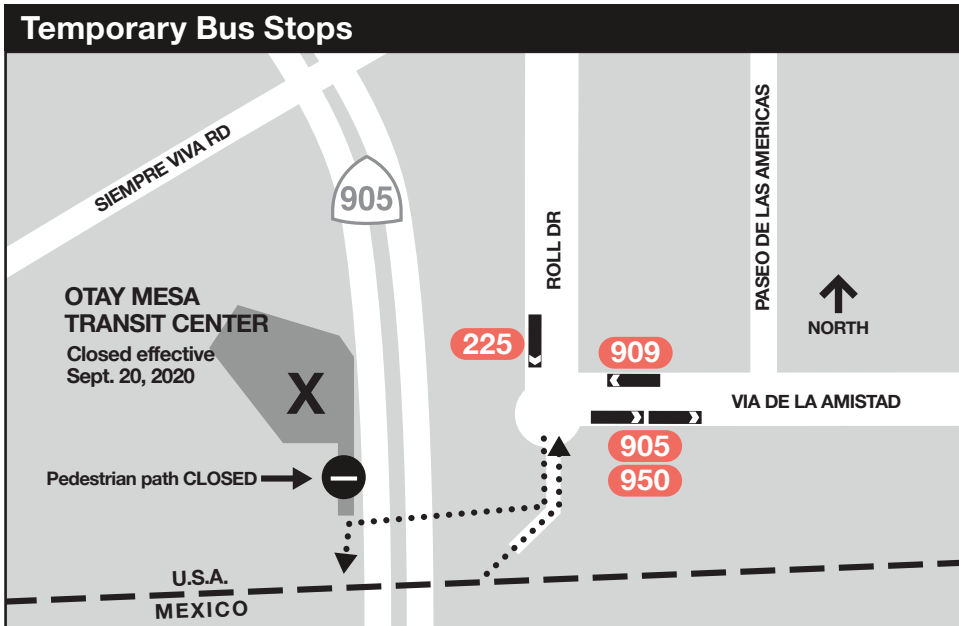 Temporary Bus Stops
SIEMPRE VIVA RD
905
ROLL DR
PASEO DE LAS AMERICAS
NORTH
OTAY MESA
TRANSIT CENTER
Closed effective
Sept. 20, 2020
X
225
909
VIA DE LA AMISTAD
905
950
Pedestrian path CLOSED
U.S.A.
MEXICO